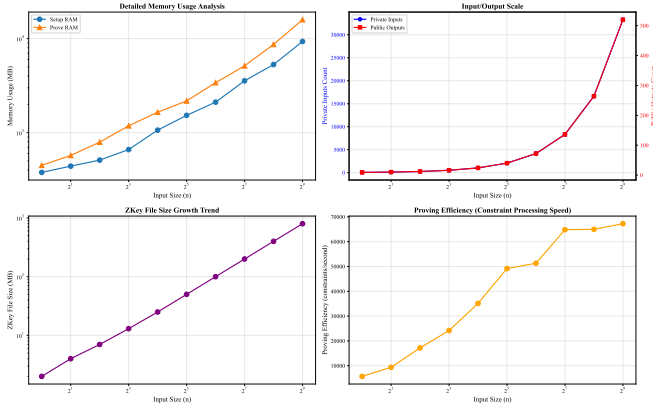 Detailed Memory Usage Analysis
Setup RAM
Prove RAM
Memory Usage (MB)
Input Size (n)
Input/Output Scale
Private Inputs
Public Outputs
Private Inputs Count
30000
25000
20000
15000
10000
5000
0
500
400
300
200
100
0
Input Size (n)
ZKey File Size Growth Trend
ZKey File Size (MB)
Input Size (n)
Proving Efficiency (Constraint Processing Speed)
Proving Efficiency (constraints/second)
70000
60000
50000
40000
30000
20000
10000
Input Size (n)